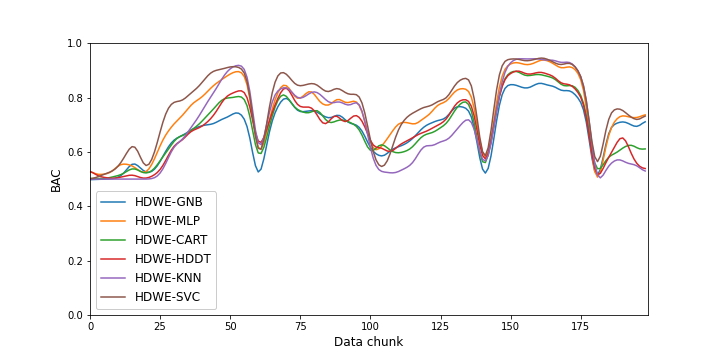 1.0
0.8
0.6
0.4
0.2
0.0
BAC
HDWE-GNB
HDWE-MLP
HDWE-CART
HDWE-HDDT
HDWE-KNN
HDWE-SVC
0 25 50 75 100 125 150 175
Data chunk